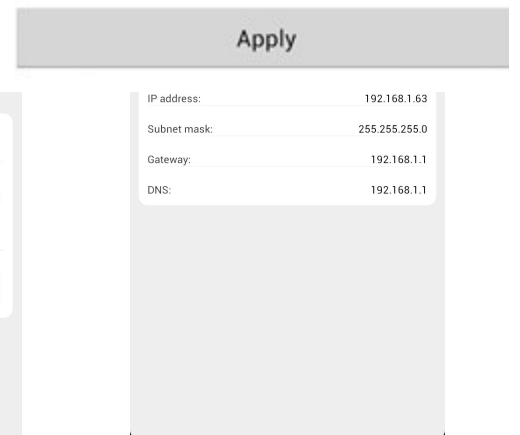 Apply
IP address: 192.168.1.63
Subnet mask: 255.255.255.0
Gateway: 192.168.1.1
DNS: 192.168.1.1